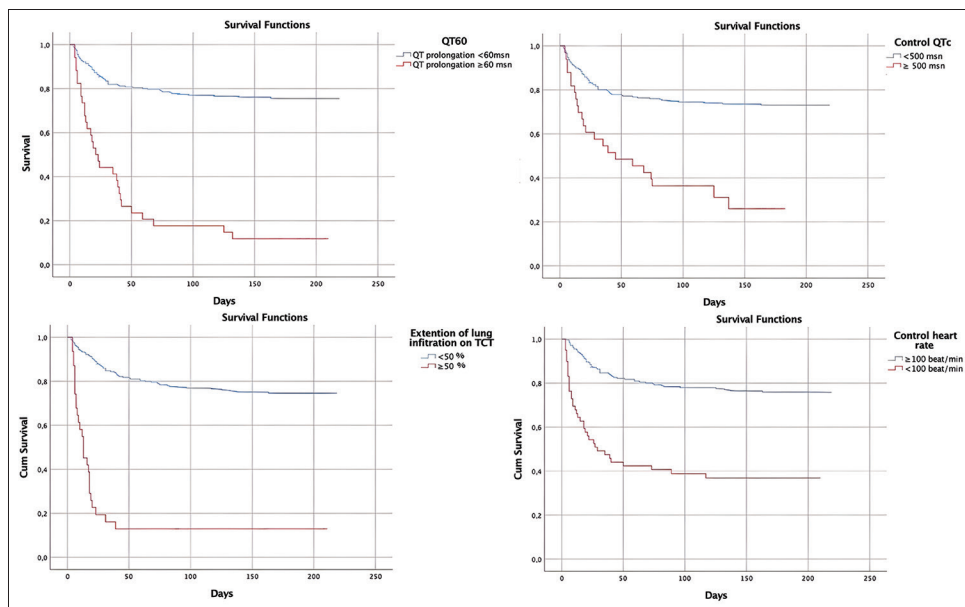 Survival Functions
QT60
QT prolongation <60msn
QT prolongation ≥60 msn
1,0
0,8
0,6
0,4
0,2
0,0
Survival
0 50 100 150 200 250
Days
Survival Functions
Control QTc
<500 msn
≥ 500 msn
1,0
0,8
0,6
0,4
0,2
0,0
0 50 100 150 200 250
Days
Survival Functions
Extention of lung
infitration on TCT
<50 %
≥50 %
1,0
0,8
0,6
0,4
0,2
0,0
Cum Survival
0 50 100 150 200 250
Days
Survival Functions
Control heart
rate
≥100 beat/min
<100 beat/min
1,0
0,8
0,6
0,4
0,2
0,0
Cum Survival
0 50 100 150 200 250
Days